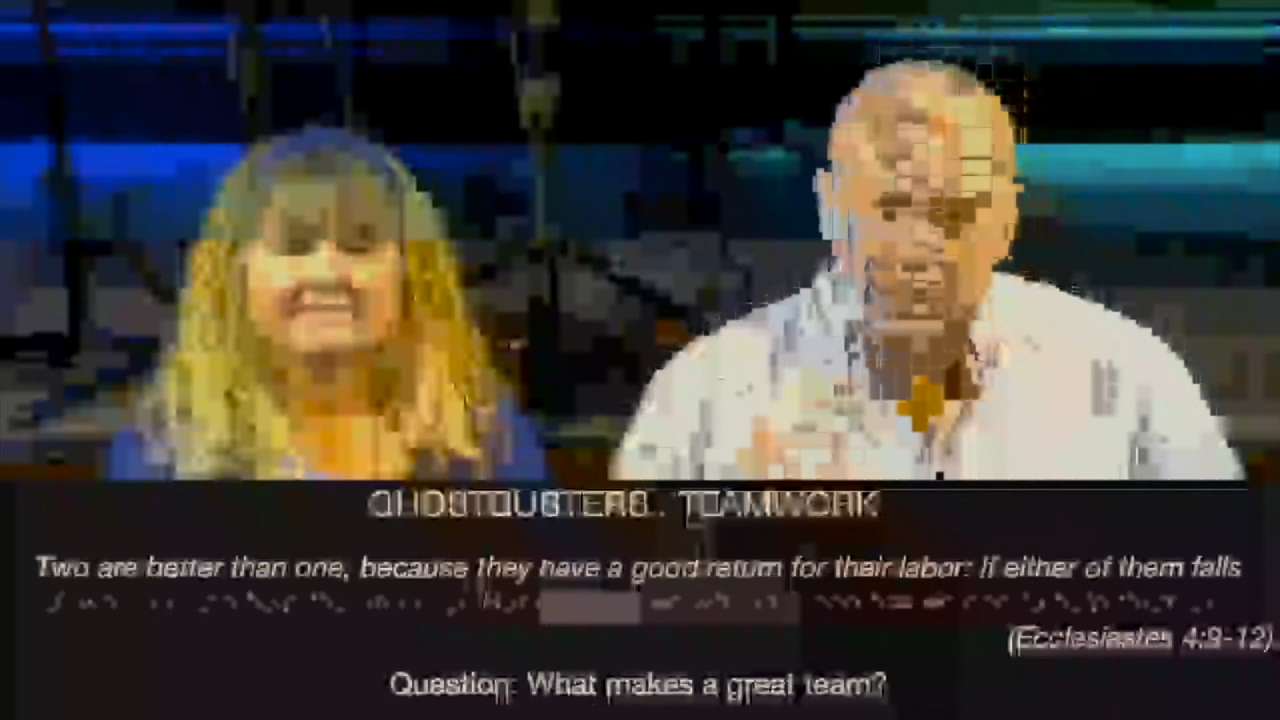 GHOSTBUSTERS.. TEAMWORK
Two are better than one, because they have a good return for their labor: If either of them falls
(Ecclesiastes 4:9-12)
Question: What makes a great team?